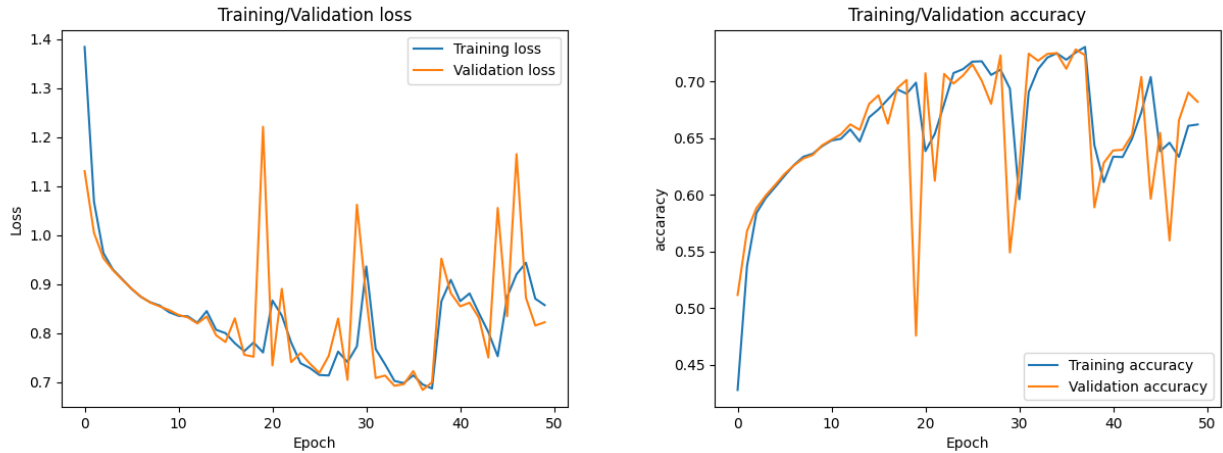 Training/Validation loss
1.4
1.3
1.2
1.1
1.0
0.9
0.8
0.7
Loss
Training loss
Validation loss
0 10 20 30 40 50
Epoch
Training/Validation accuracy
0.70
0.65
0.60
0.55
0.50
0.45
accaracy
Training accuracy
Validation accuracy
0 10 20 30 40 50
Epoch